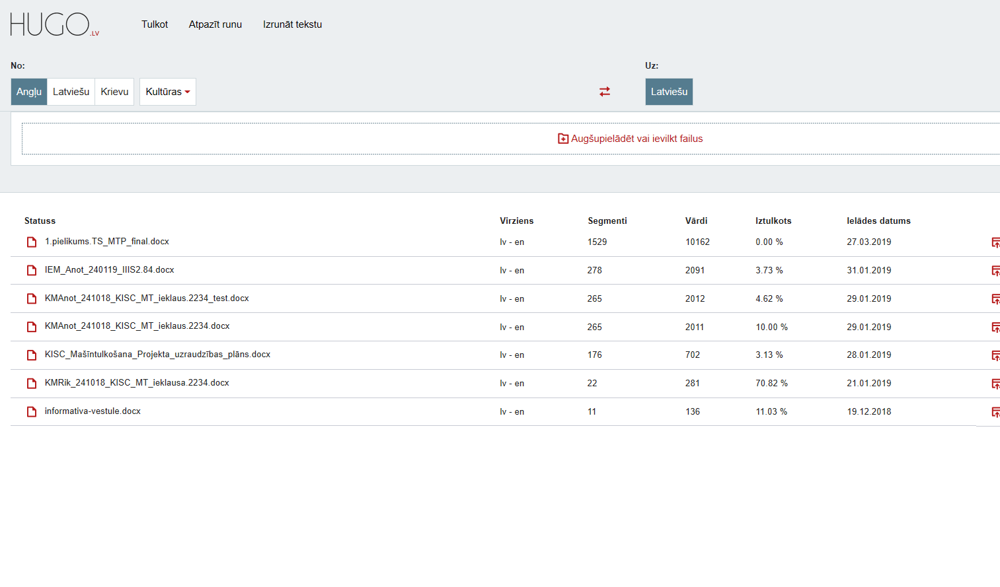 HUGO.LV Tulkot Atpazīt runu Izrunāt tekstu
No: Uz:
Angļu Latviešu Krievu Kultūras Latviešu
Augšupielādēt vai ievilkt failus
Statuss Virziens Segmenti Vārdi Iztulkots Ielādes datums
1.pielikums.TS_MTP_final.docx lv - en 1529 10162 0.00 % 27.03.2019
IEM_Anot_240119_IIIS2.84.docx lv - en 278 2091 3.73 % 31.01.2019
KMAnot_241018_KISC_MT_ieklaus.2234_test.docx lv - en 265 2012 4.62 % 29.01.2019
KMAnot_241018_KISC_MT_ieklaus.2234.docx lv - en 265 2011 10.00 % 29.01.2019
KISC_Mašīntulkošana_Projekta_uzraudzības_plāns.docx lv - en 176 702 3.13 % 28.01.2019
KMRik_241018_KISC_MT_ieklausa.2234.docx lv - en 22 281 70.82 % 21.01.2019
informativa-vestule.docx lv - en 11 136 11.03 % 19.12.2018